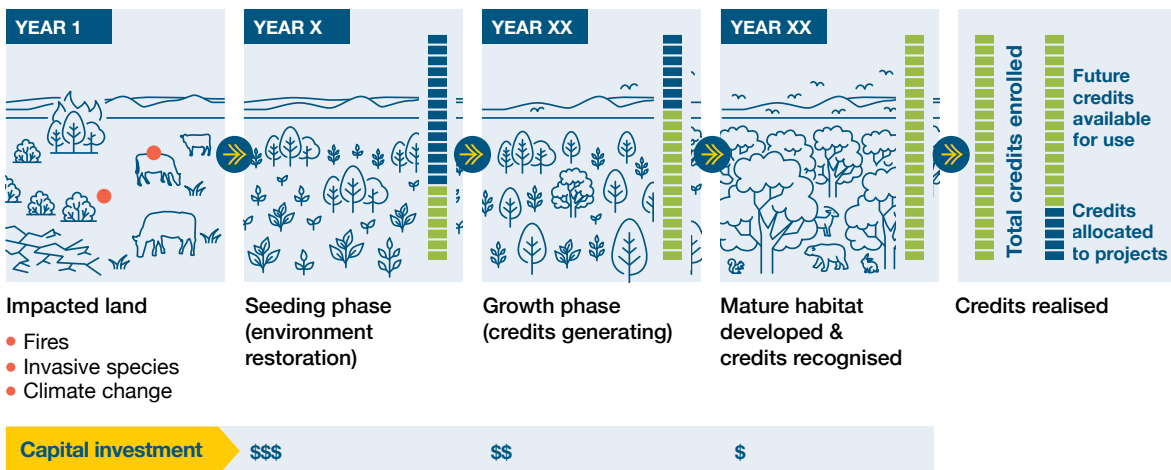 YEAR 1
YEAR X
YEAR XX
YEAR XX
Total credits enrolled
Future
credits
available
for use
Credits
allocated
to projects
Impacted land
• Fires
• Invasive species
• Climate change
Seeding phase
(environment
restoration)
Growth phase
(credits generating)
Mature habitat
developed &
credits recognised
Credits realised
Capital investment
$$$
$$
$